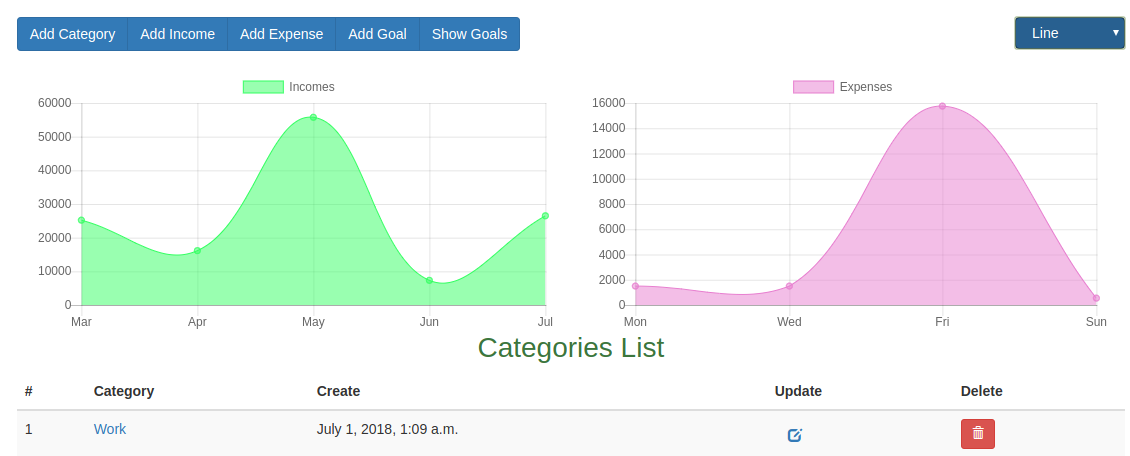 Add Category Add Income Add Expense Add Goal Show Goals Line
Incomes
60000
50000
40000
30000
20000
10000
0
Mar Apr May Jun Jul
Expenses
16000
14000
12000
10000
8000
6000
4000
2000
0
Mon Wed Fri Sun
Categories List
# Category Create Update Delete
1 Work July 1, 2018, 1:09 a.m.